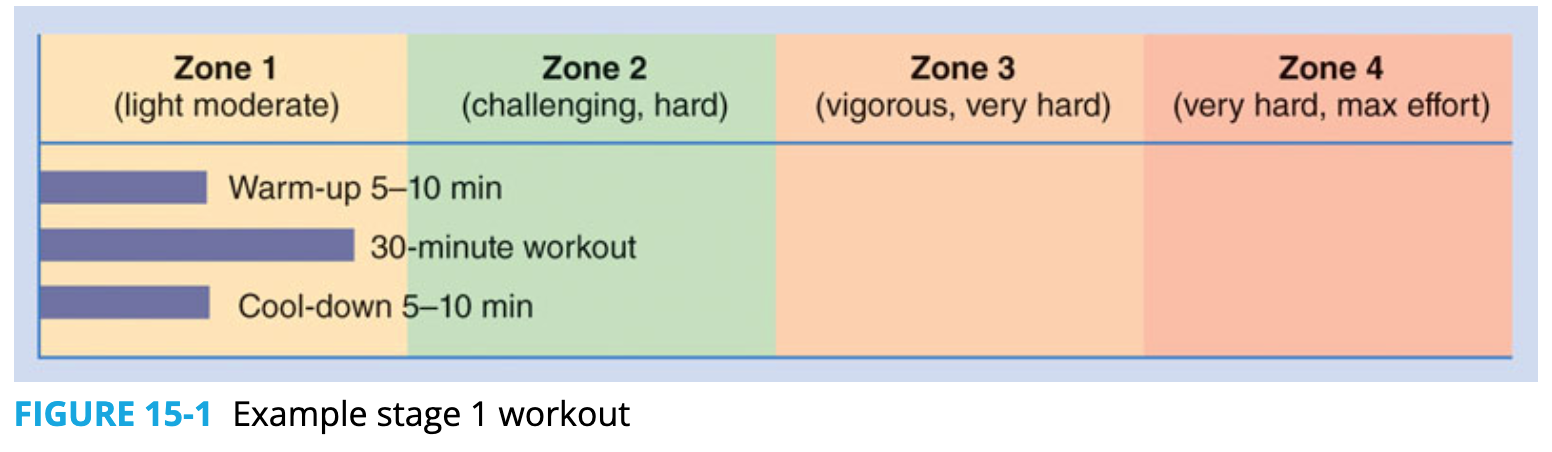 Zone 1
(light moderate)
Zone 2
(challenging, hard)
Zone 3
(vigorous, very hard)
Zone 4
(very hard, max effort)
Warm-up 5–10 min
30-minute workout
Cool-down 5–10 min
FIGURE 15-1 Example stage 1 workout